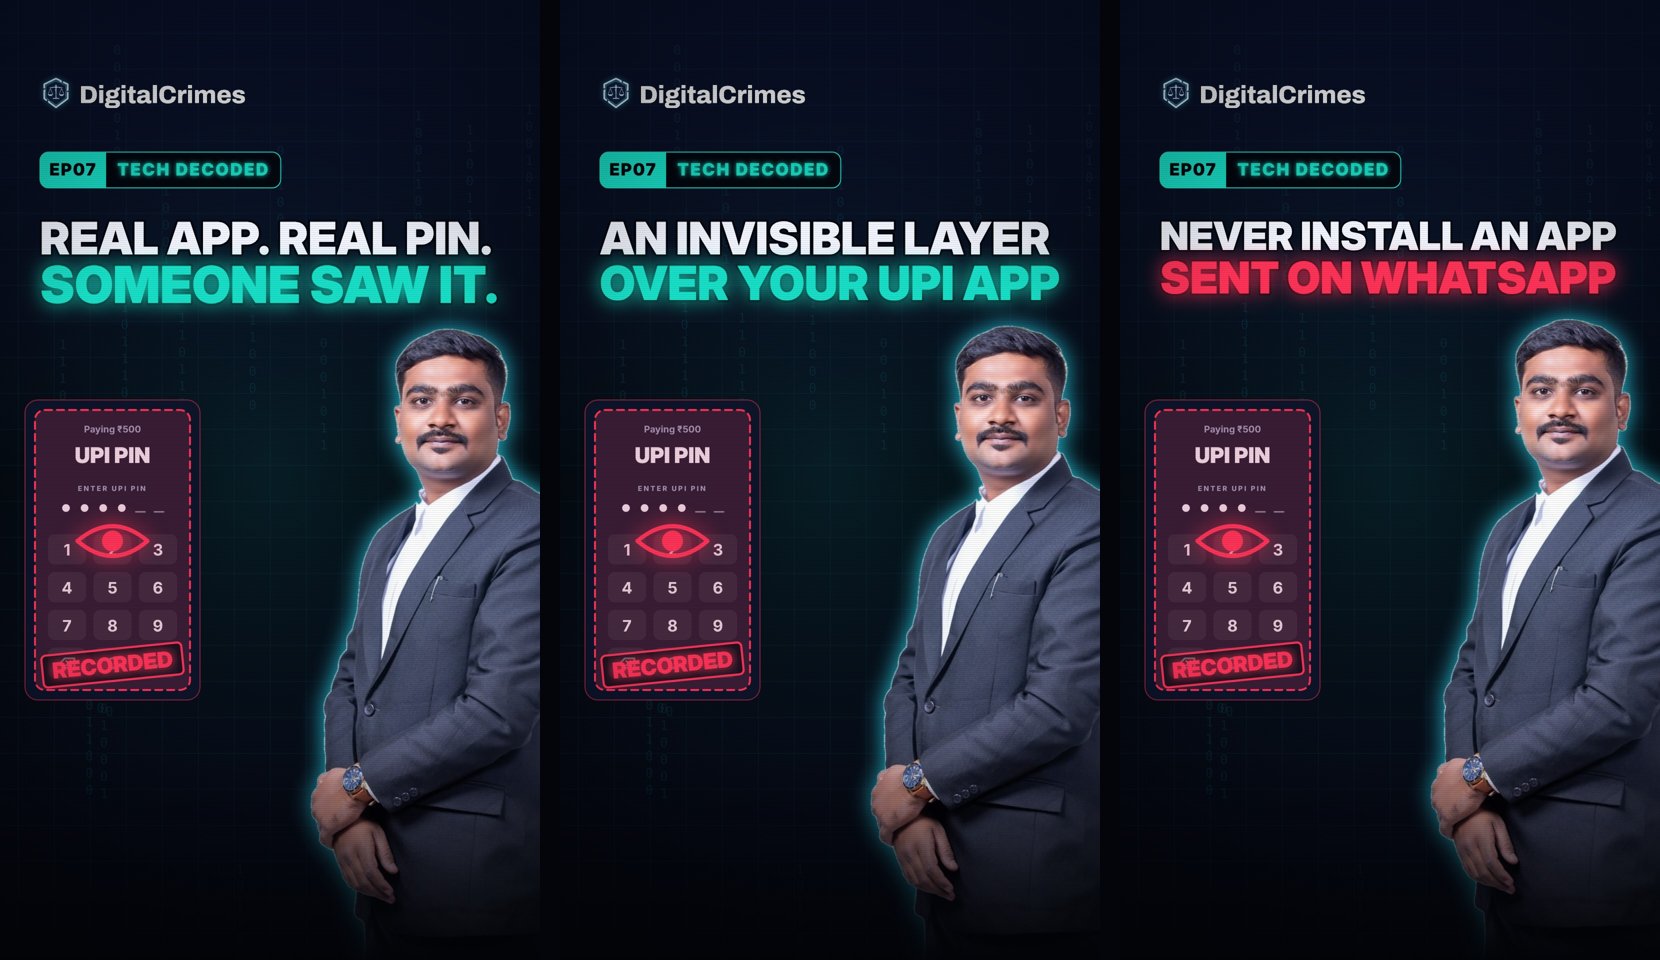 DigitalCrimes
EP07 TECH DECODED
REAL APP. REAL PIN.
SOMEONE SAW IT.
Paying ₹500
UPI PIN
ENTER UPI PIN
1 3
4 5 6
7 8 9
RECORDED
DigitalCrimes
EP07 TECH DECODED
AN INVISIBLE LAYER
OVER YOUR UPI APP
Paying ₹500
UPI PIN
ENTER UPI PIN
1 3
4 5 6
7 8 9
RECORDED
DigitalCrimes
EP07 TECH DECODED
NEVER INSTALL AN APP
SENT ON WHATSAPP
Paying ₹500
UPI PIN
ENTER UPI PIN
1 3
4 5 6
7 8 9
RECORDED